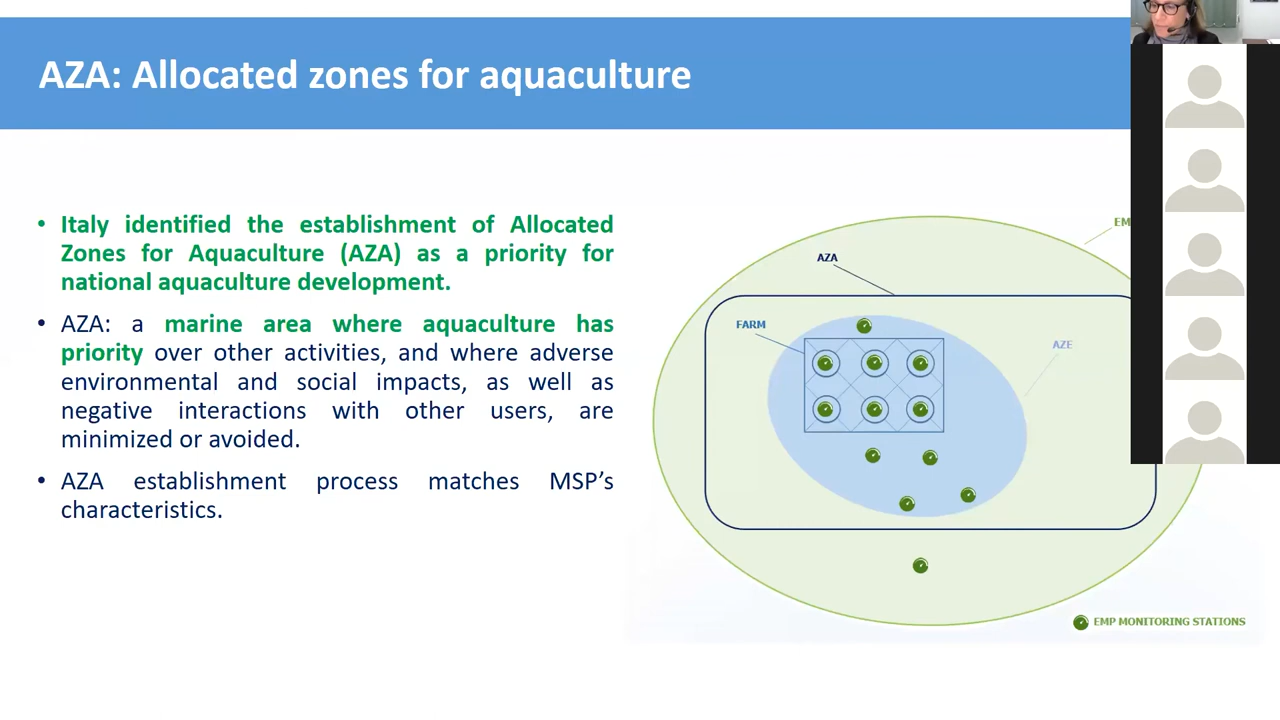 AZA: Allocated zones for aquaculture
• Italy identified the establishment of Allocated
Zones for Aquaculture (AZA) as a priority for
national aquaculture development.
• AZA: a marine area where aquaculture has
priority over other activities, and where adverse
environmental and social impacts, as well as
negative interactions with other users, are
minimized or avoided.
• AZA establishment process matches MSP’s
characteristics.
EM
AZA
FARM
AZE
EMP MONITORING STATIONS